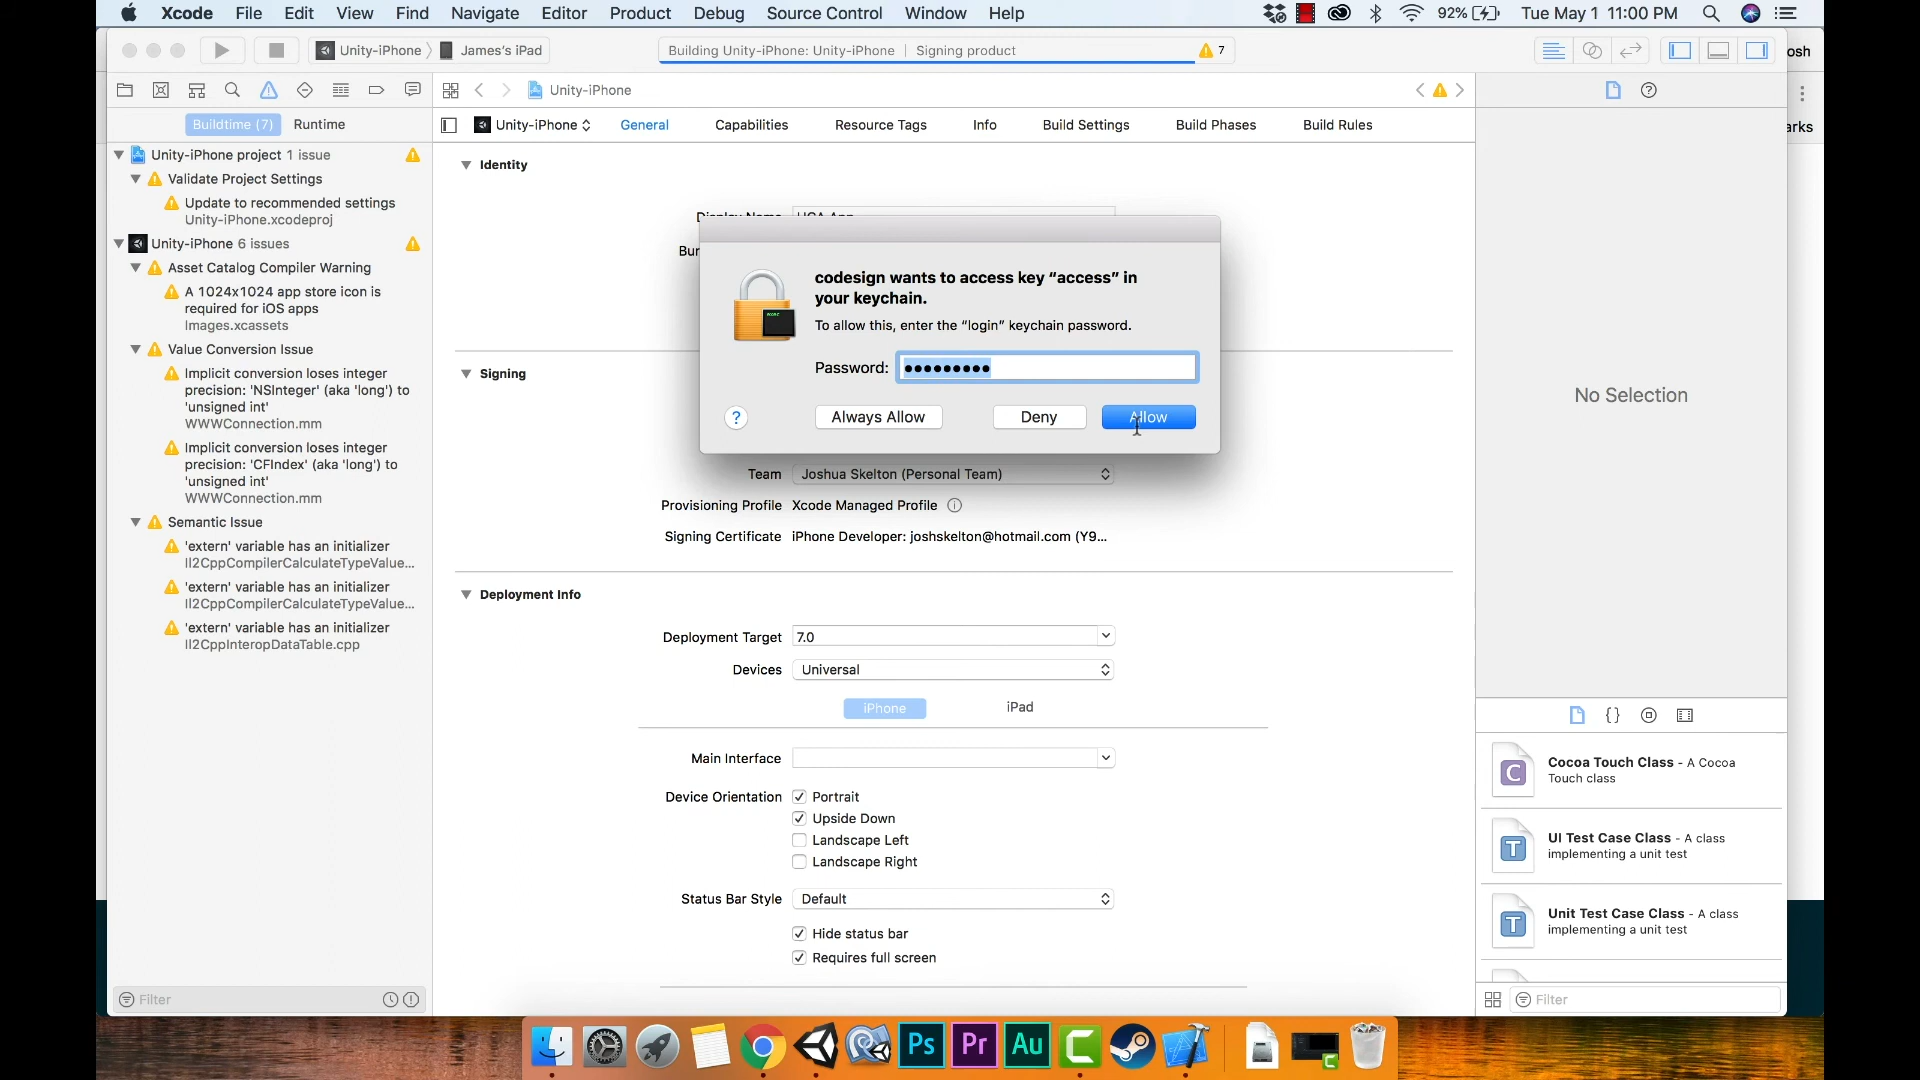 Xcode File Edit View Find Navigate Editor Product Debug Source Control Window Help
92% Tue May 1 11:00 PM
Unity-iPhone James's iPad
Building Unity-iPhone: Unity-iPhone | Signing product 7
osh
Unity-iPhone
arks
Buildtime (7) Runtime
Unity-iPhone General Capabilities Resource Tags Info Build Settings Build Phases Build Rules
Unity-iPhone project 1 issue
Validate Project Settings
Update to recommended settings
Unity-iPhone.xcodeproj
Unity-iPhone 6 issues
Asset Catalog Compiler Warning
A 1024x1024 app store icon is
required for iOS apps
Images.xcassets
Value Conversion Issue
Implicit conversion loses integer
precision: 'NSInteger' (aka 'long') to
'unsigned int'
WWWConnection.mm
Implicit conversion loses integer
precision: 'CFIndex' (aka 'long') to
'unsigned int'
WWWConnection.mm
Semantic Issue
'extern' variable has an initializer
Il2CppCompilerCalculateTypeValue...
'extern' variable has an initializer
Il2CppCompilerCalculateTypeValue...
'extern' variable has an initializer
Il2CppInteropDataTable.cpp
Filter
Identity
Display Name
Bun
codesign wants to access key “access” in
your keychain.
To allow this, enter the “login” keychain password.
Password: •••••••••
? Always Allow Deny Allow
Signing
Team Joshua Skelton (Personal Team)
Provisioning Profile Xcode Managed Profile
Signing Certificate iPhone Developer: joshskelton@hotmail.com (Y9...
Deployment Info
Deployment Target 7.0
Devices Universal
iPhone iPad
Main Interface
Device Orientation Portrait
Upside Down
Landscape Left
Landscape Right
Status Bar Style Default
Hide status bar
Requires full screen
No Selection
{}
C
Cocoa Touch Class - A Cocoa
Touch class
T
UI Test Case Class - A class
implementing a unit test
T
Unit Test Case Class - A class
implementing a unit test
Filter
Ps Pr Au C